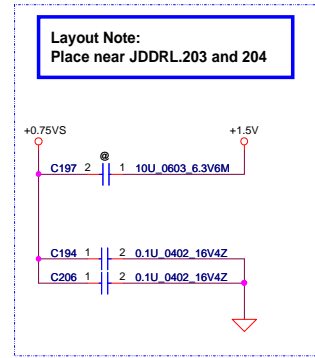 Layout Note:
Place near JDDRL.203 and 204
+0.75VS +1.5V
@
C197 2 1 10U_0603_6.3V6M
C194 1 2 0.1U_0402_16V4Z
C206 1 2 0.1U_0402_16V4Z